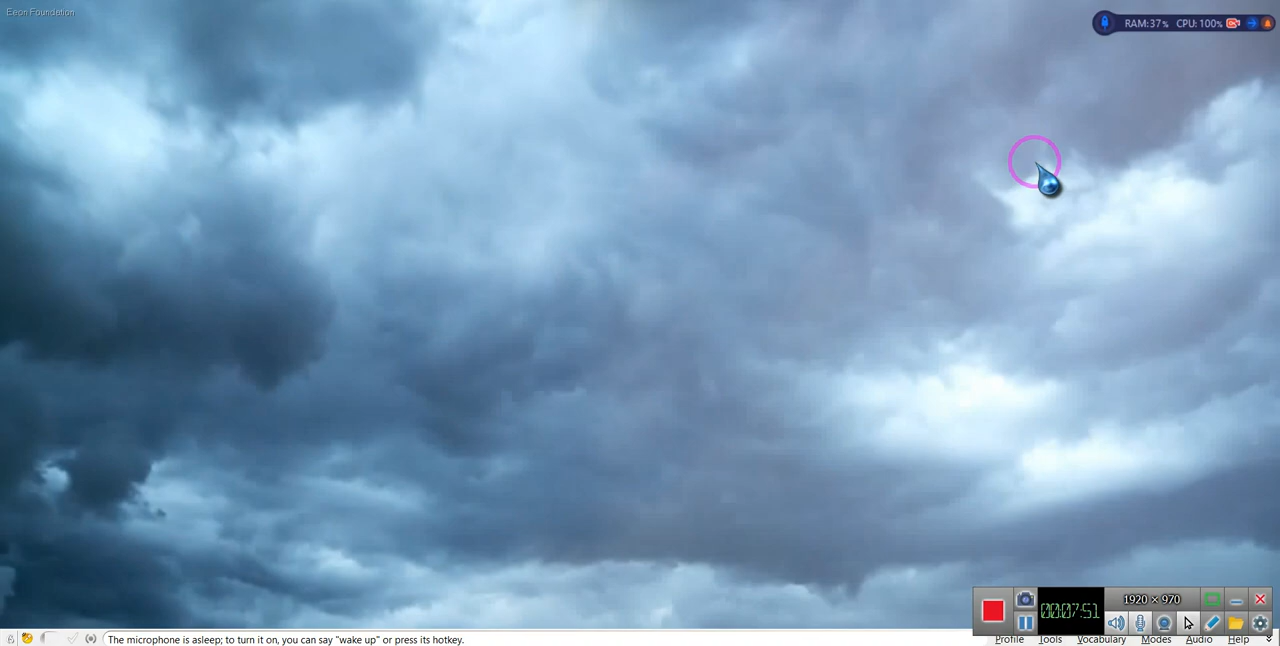 Eeon Foundation
RAM:37% CPU: 100%
00:07:51
1920 × 970
The microphone is asleep; to turn it on, you can say "wake up" or press its hotkey.
Profile Tools Vocabulary Modes Audio Help